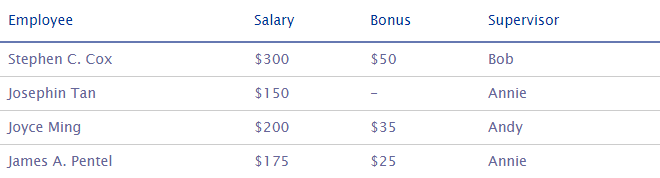 Employee Salary Bonus Supervisor
Stephen C. Cox $300 $50 Bob
Josephin Tan $150 – Annie
Joyce Ming $200 $35 Andy
James A. Pentel $175 $25 Annie